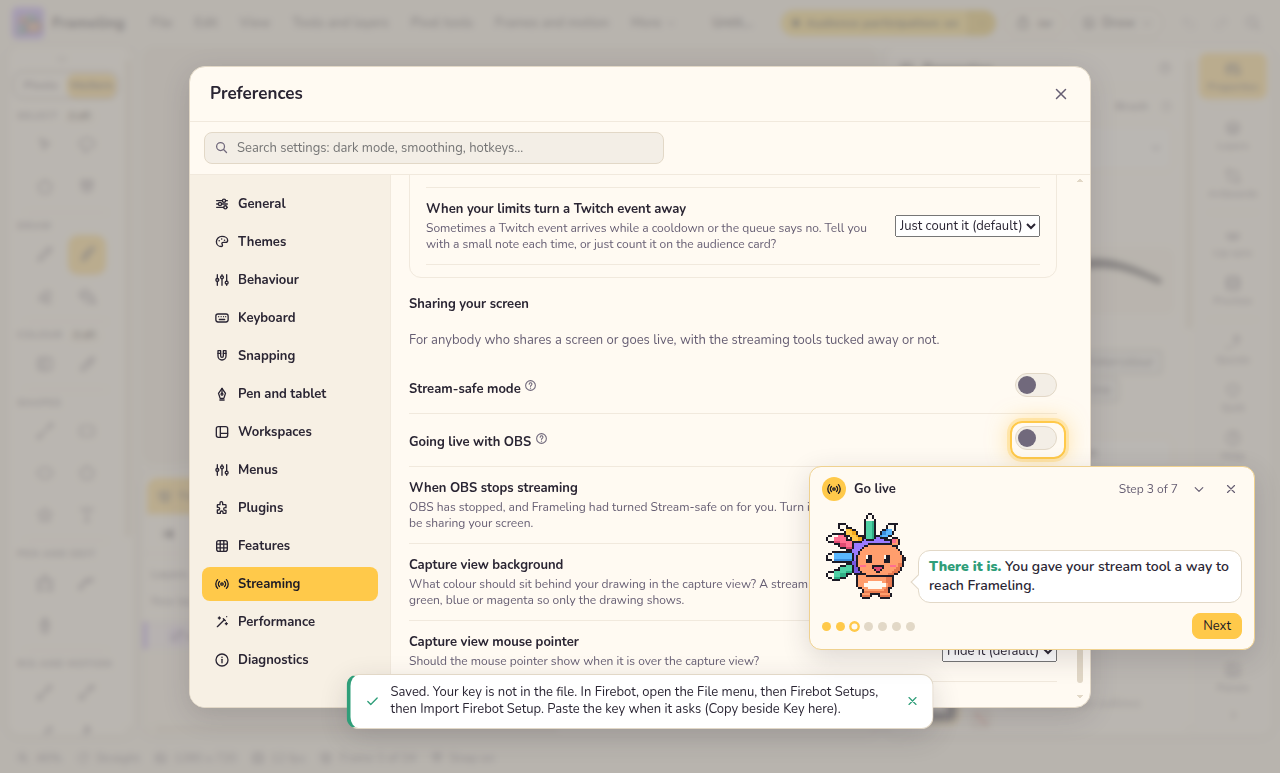 Preferences
Search settings: dark mode, smoothing, hotkeys...
General
Themes
Behaviour
Keyboard
Snapping
Pen and tablet
Workspaces
Menus
Plugins
Features
Streaming
Performance
Diagnostics
When your limits turn a Twitch event away
Sometimes a Twitch event arrives while a cooldown or the queue says no. Tell you
with a small note each time, or just count it on the audience card?
Just count it (default)
Sharing your screen
For anybody who shares a screen or goes live, with the streaming tools tucked away or not.
Stream-safe mode
Going live with OBS
When OBS stops streaming
OBS has stopped, and Frameling had turned Stream-safe on for you. Turn i
be sharing your screen.
Capture view background
What colour should sit behind your drawing in the capture view? A stream
green, blue or magenta so only the drawing shows.
Capture view mouse pointer
Should the mouse pointer show when it is over the capture view?
Hide it (default)
Go live
Step 3 of 7
There it is. You gave your stream tool a way to
reach Frameling.
Next
Saved. Your key is not in the file. In Firebot, open the File menu, then Firebot Setups,
then Import Firebot Setup. Paste the key when it asks (Copy beside Key here).